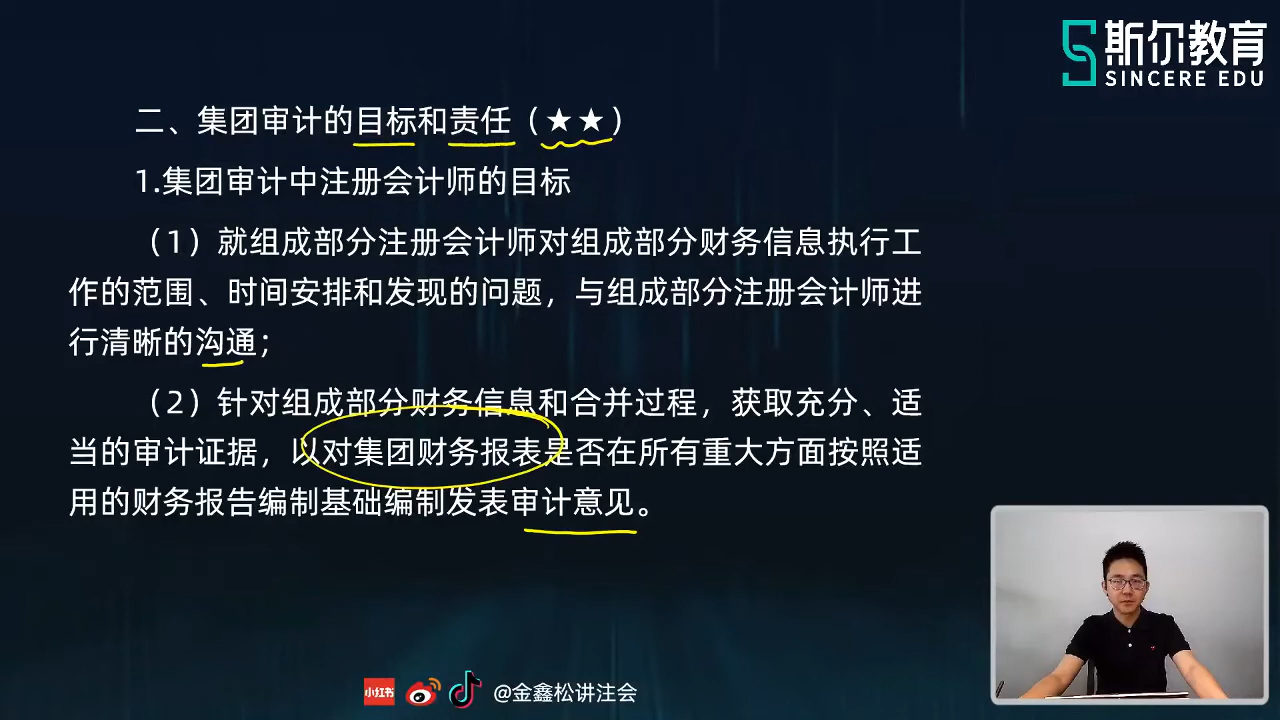 斯尔教育
SINCERE EDU
二、集团审计的目标和责任（★★）
1.集团审计中注册会计师的目标
（1）就组成部分注册会计师对组成部分财务信息执行工
作的范围、时间安排和发现的问题，与组成部分注册会计师进
行清晰的沟通；
（2）针对组成部分财务信息和合并过程，获取充分、适
当的审计证据，以对集团财务报表是否在所有重大方面按照适
用的财务报告编制基础编制发表审计意见。
小红书 @金鑫松讲注会